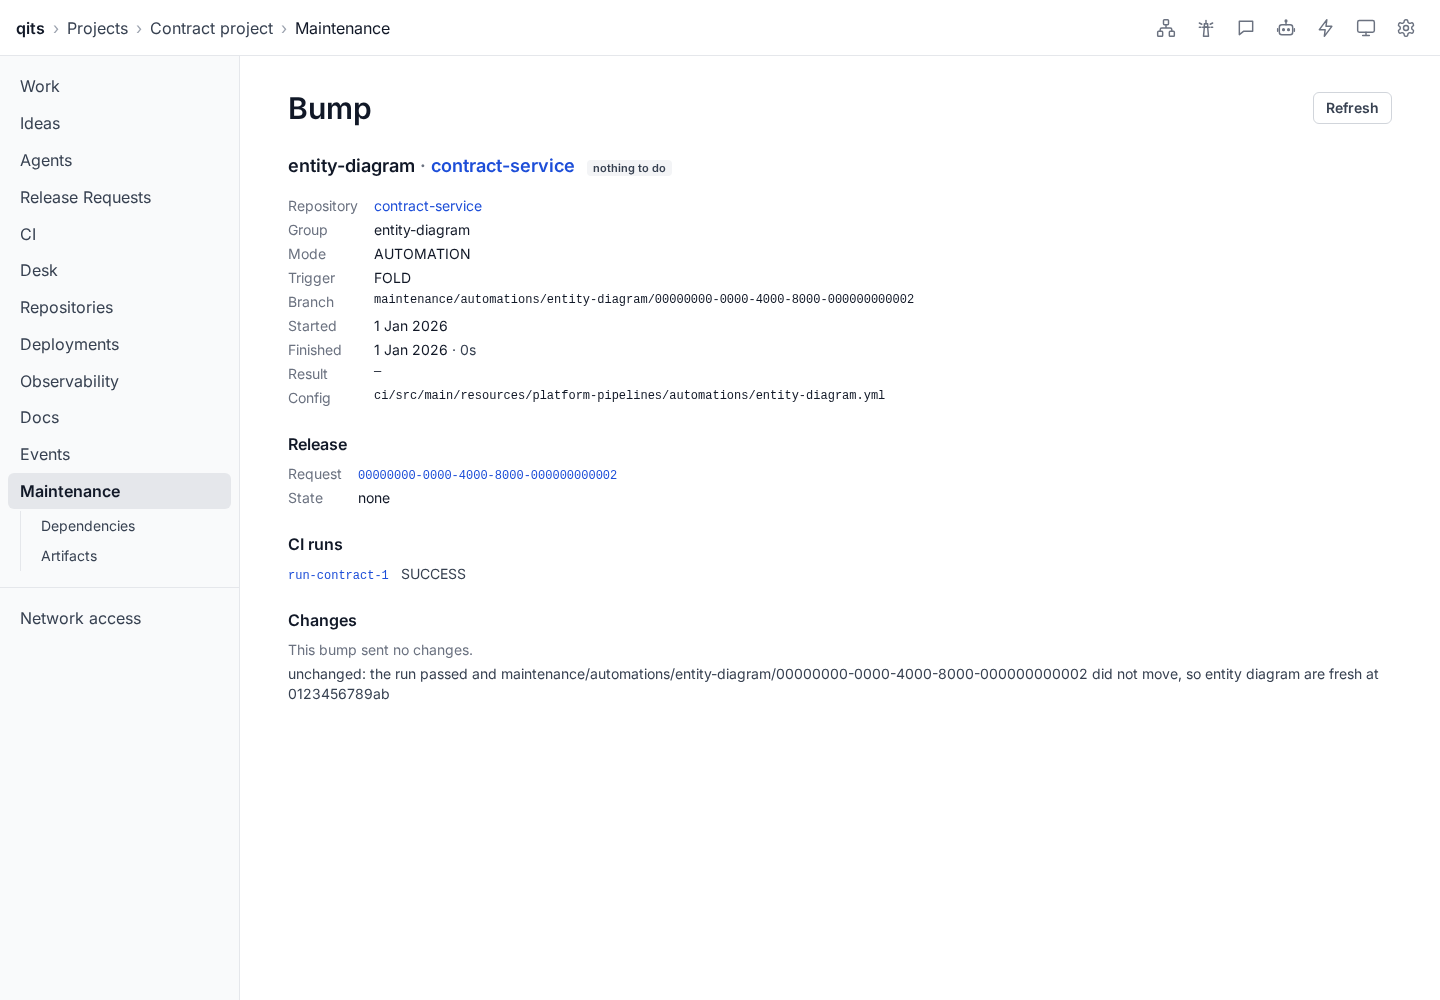 qits › Projects › Contract project › Maintenance
Work
Ideas
Agents
Release Requests
CI
Desk
Repositories
Deployments
Observability
Docs
Events
Maintenance
Dependencies
Artifacts
Network access
Bump
Refresh
entity-diagram · contract-service nothing to do
Repository contract-service
Group entity-diagram
Mode AUTOMATION
Trigger FOLD
Branch maintenance/automations/entity-diagram/00000000-0000-4000-8000-000000000002
Started 1 Jan 2026
Finished 1 Jan 2026 · 0s
Result –
Config ci/src/main/resources/platform-pipelines/automations/entity-diagram.yml
Release
Request 00000000-0000-4000-8000-000000000002
State none
CI runs
run-contract-1 SUCCESS
Changes
This bump sent no changes.
unchanged: the run passed and maintenance/automations/entity-diagram/00000000-0000-4000-8000-000000000002 did not move, so entity diagram are fresh at
0123456789ab